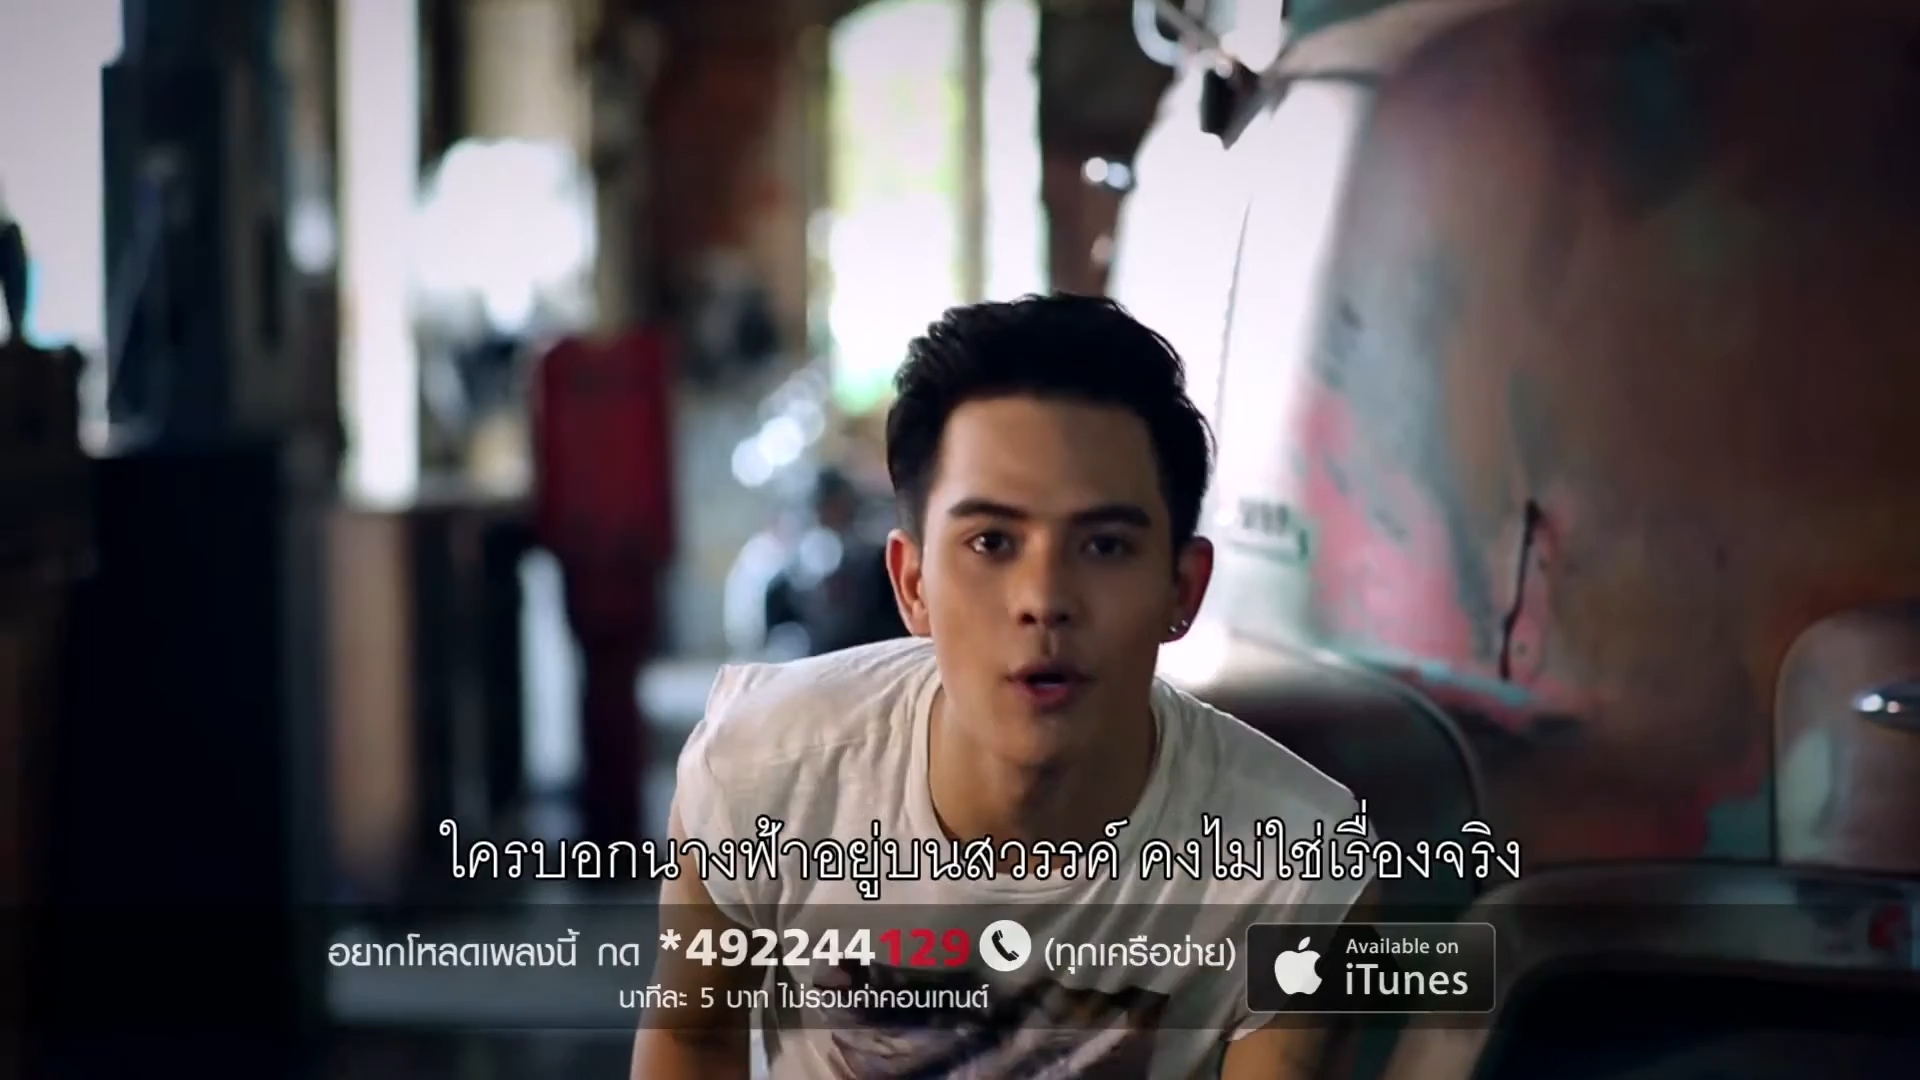 ใครบอกนางฟ้าอยู่บนสวรรค์ คงไม่ใช่เรื่องจริง
อยากโหลดเพลงนี้ กด *492244129 (ทุกเครือข่าย)
นาทีละ 5 บาท ไม่รวมค่าคอนเทนต์
Available on
iTunes